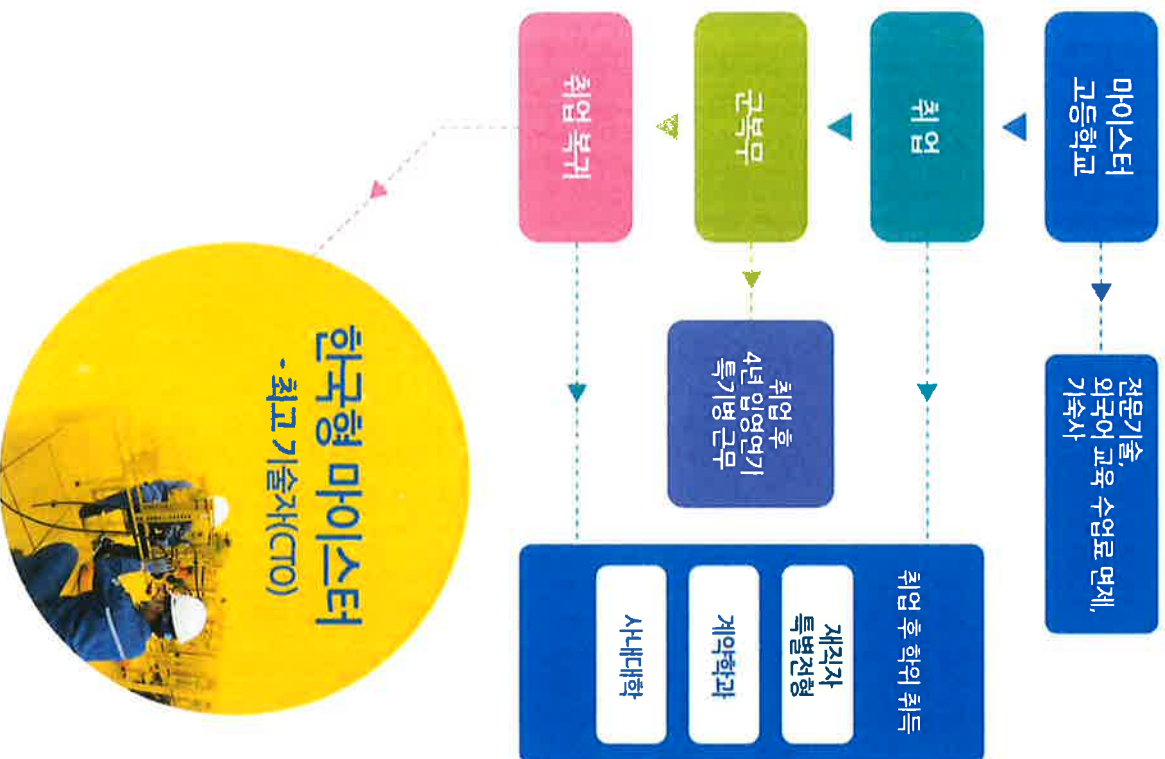 마이스터
고등학교
전문기술,
외국어 교육 수업료 면제,
기숙사
취업
군복무
취업 후
4년 입영연기
특기병 근무
취업 복귀
취업 후 학위 취득
재직자
특별전형
계약학과
사내대학
한국형 마이스터
- 최고 기술자(CTO)